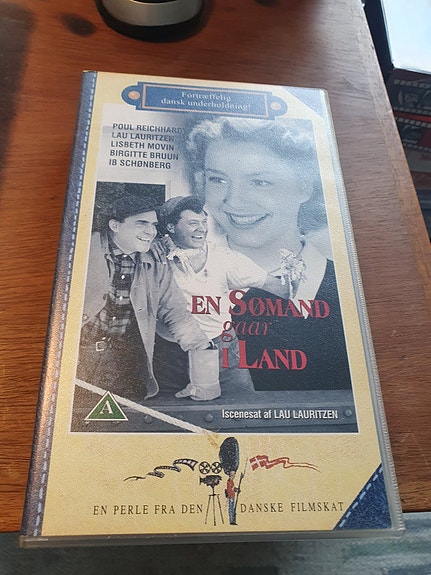 Fortræffelig
dansk underholdning!
POUL REICHHARDT
LAU LAURITZEN
LISBETH MOVIN
BIRGITTE BRUUN
IB SCHØNBERG
EN SØMAND
gaar
I LAND
Iscenesat af LAU LAURITZEN
A
EN PERLE FRA DEN DANSKE FILMSKAT